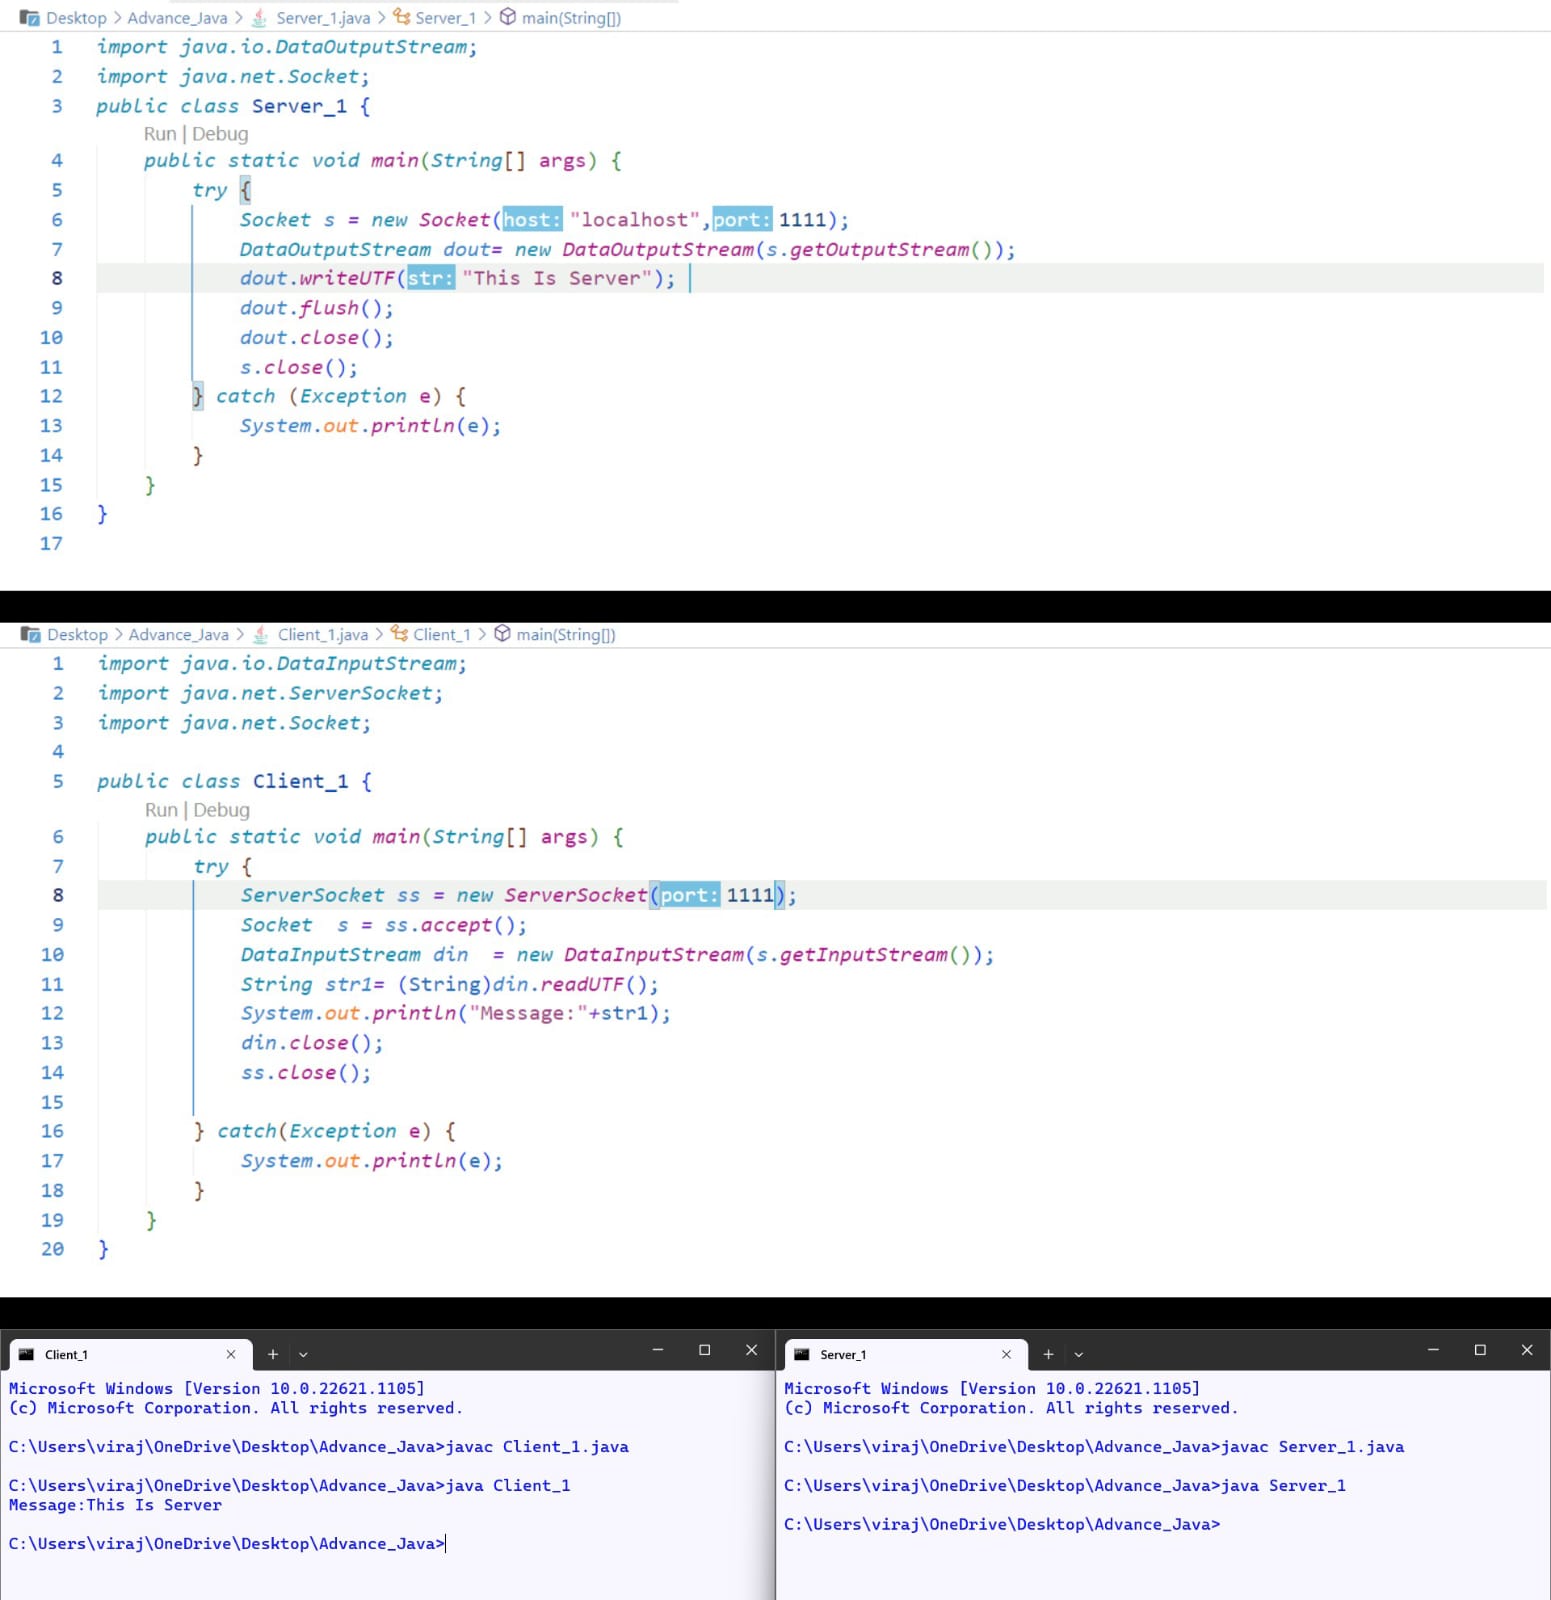 Desktop > Advance_Java > Server_1.java > Server_1 > main(String[])
1 import java.io.DataOutputStream;
2 import java.net.Socket;
3 public class Server_1 {
Run | Debug
4 public static void main(String[] args) {
5 try {
6 Socket s = new Socket(host: "localhost",port: 1111);
7 DataOutputStream dout= new DataOutputStream(s.getOutputStream());
8 dout.writeUTF(str: "This Is Server");
9 dout.flush();
10 dout.close();
11 s.close();
12 } catch (Exception e) {
13 System.out.println(e);
14 }
15 }
16 }
17
Desktop > Advance_Java > Client_1.java > Client_1 > main(String[])
1 import java.io.DataInputStream;
2 import java.net.ServerSocket;
3 import java.net.Socket;
4
5 public class Client_1 {
Run | Debug
6 public static void main(String[] args) {
7 try {
8 ServerSocket ss = new ServerSocket(port: 1111);
9 Socket  s = ss.accept();
10 DataInputStream din  = new DataInputStream(s.getInputStream());
11 String str1= (String)din.readUTF();
12 System.out.println("Message:"+str1);
13 din.close();
14 ss.close();
15
16 } catch(Exception e) {
17 System.out.println(e);
18 }
19 }
20 }
Client_1
Microsoft Windows [Version 10.0.22621.1105]
(c) Microsoft Corporation. All rights reserved.
C:\Users\viraj\OneDrive\Desktop\Advance_Java>javac Client_1.java
C:\Users\viraj\OneDrive\Desktop\Advance_Java>java Client_1
Message:This Is Server
C:\Users\viraj\OneDrive\Desktop\Advance_Java>
Server_1
Microsoft Windows [Version 10.0.22621.1105]
(c) Microsoft Corporation. All rights reserved.
C:\Users\viraj\OneDrive\Desktop\Advance_Java>javac Server_1.java
C:\Users\viraj\OneDrive\Desktop\Advance_Java>java Server_1
C:\Users\viraj\OneDrive\Desktop\Advance_Java>